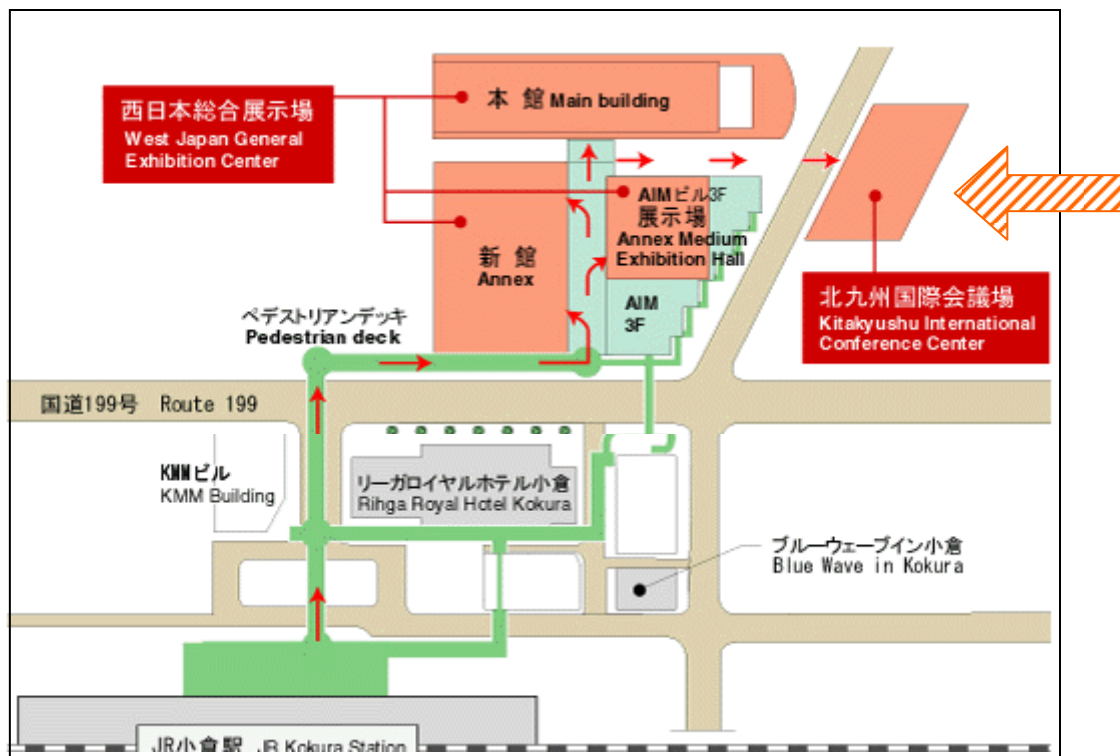 本 館 Main building
西日本総合展示場
West Japan General
Exhibition Center
AIMビル3F
展示場
Annex Medium
Exhibition Hall
新 館
Annex
北九州国際会議場
Kitakyushu International
Conference Center
AIM
3F
ペデストリアンデッキ
Pedestrian deck
国道199号 Route 199
KMMビル
KMM Building
リーガロイヤルホテル小倉
Rihga Royal Hotel Kokura
ブルーウェーブイン小倉
Blue Wave in Kokura
JR小倉駅 JR Kokura Station